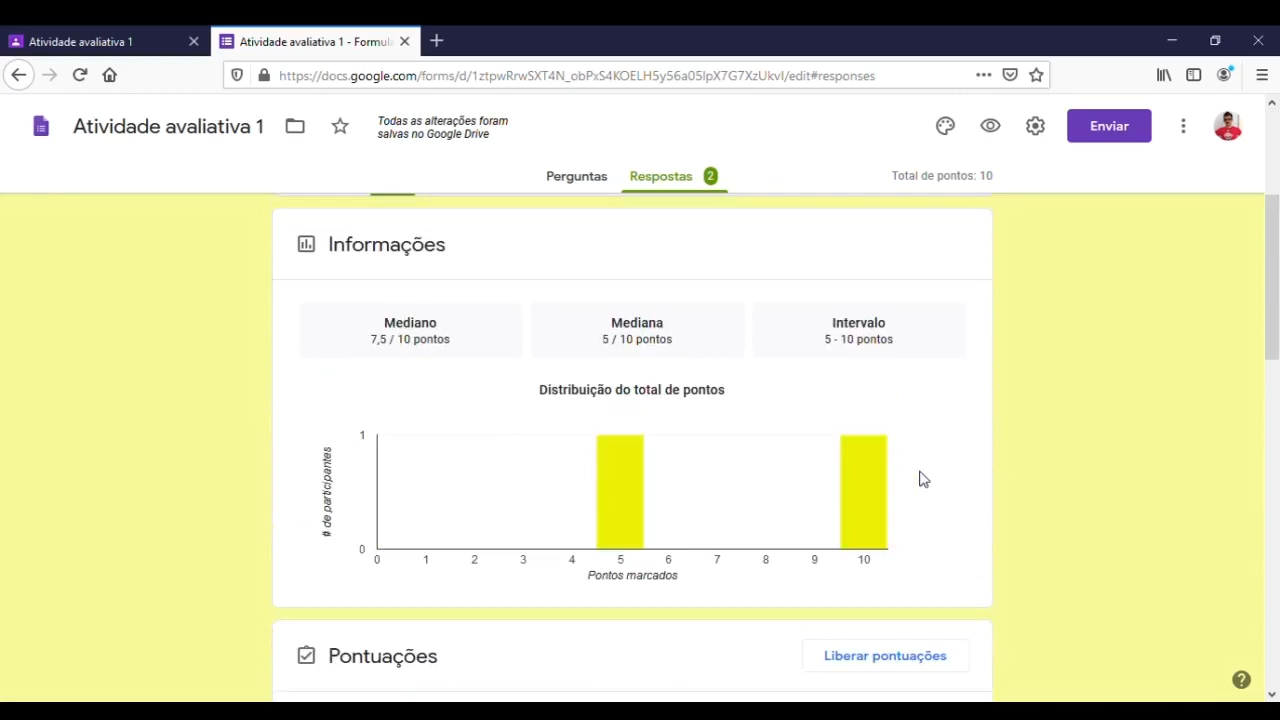 Atividade avaliativa 1
Atividade avaliativa 1 - Formula
https://docs.google.com/forms/d/1ztpwRrwSXT4N_obPxS4KOELH5y56a05IpX7G7XzUkvI/edit#responses
Atividade avaliativa 1
Todas as alterações foram
salvas no Google Drive
Enviar
Perguntas
Respostas 2
Total de pontos: 10
Informações
Mediano
7,5 / 10 pontos
Mediana
5 / 10 pontos
Intervalo
5 - 10 pontos
Distribuição do total de pontos
# de participantes
1
0
0 1 2 3 4 5 6 7 8 9 10
Pontos marcados
Pontuações
Liberar pontuações